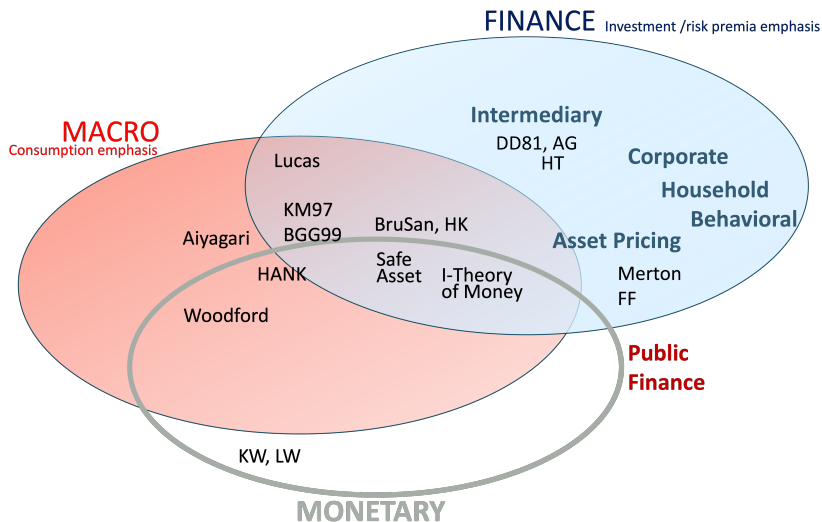 FINANCE Investment /risk premia emphasis
MACRO
Consumption emphasis
Intermediary
DD81, AG
HT
Corporate
Household
Behavioral
Asset Pricing
Merton
FF
Lucas
KM97
BGG99
BruSan, HK
Aiyagari
HANK
Safe
Asset
I-Theory
of Money
Woodford
Public
Finance
KW, LW
MONETARY